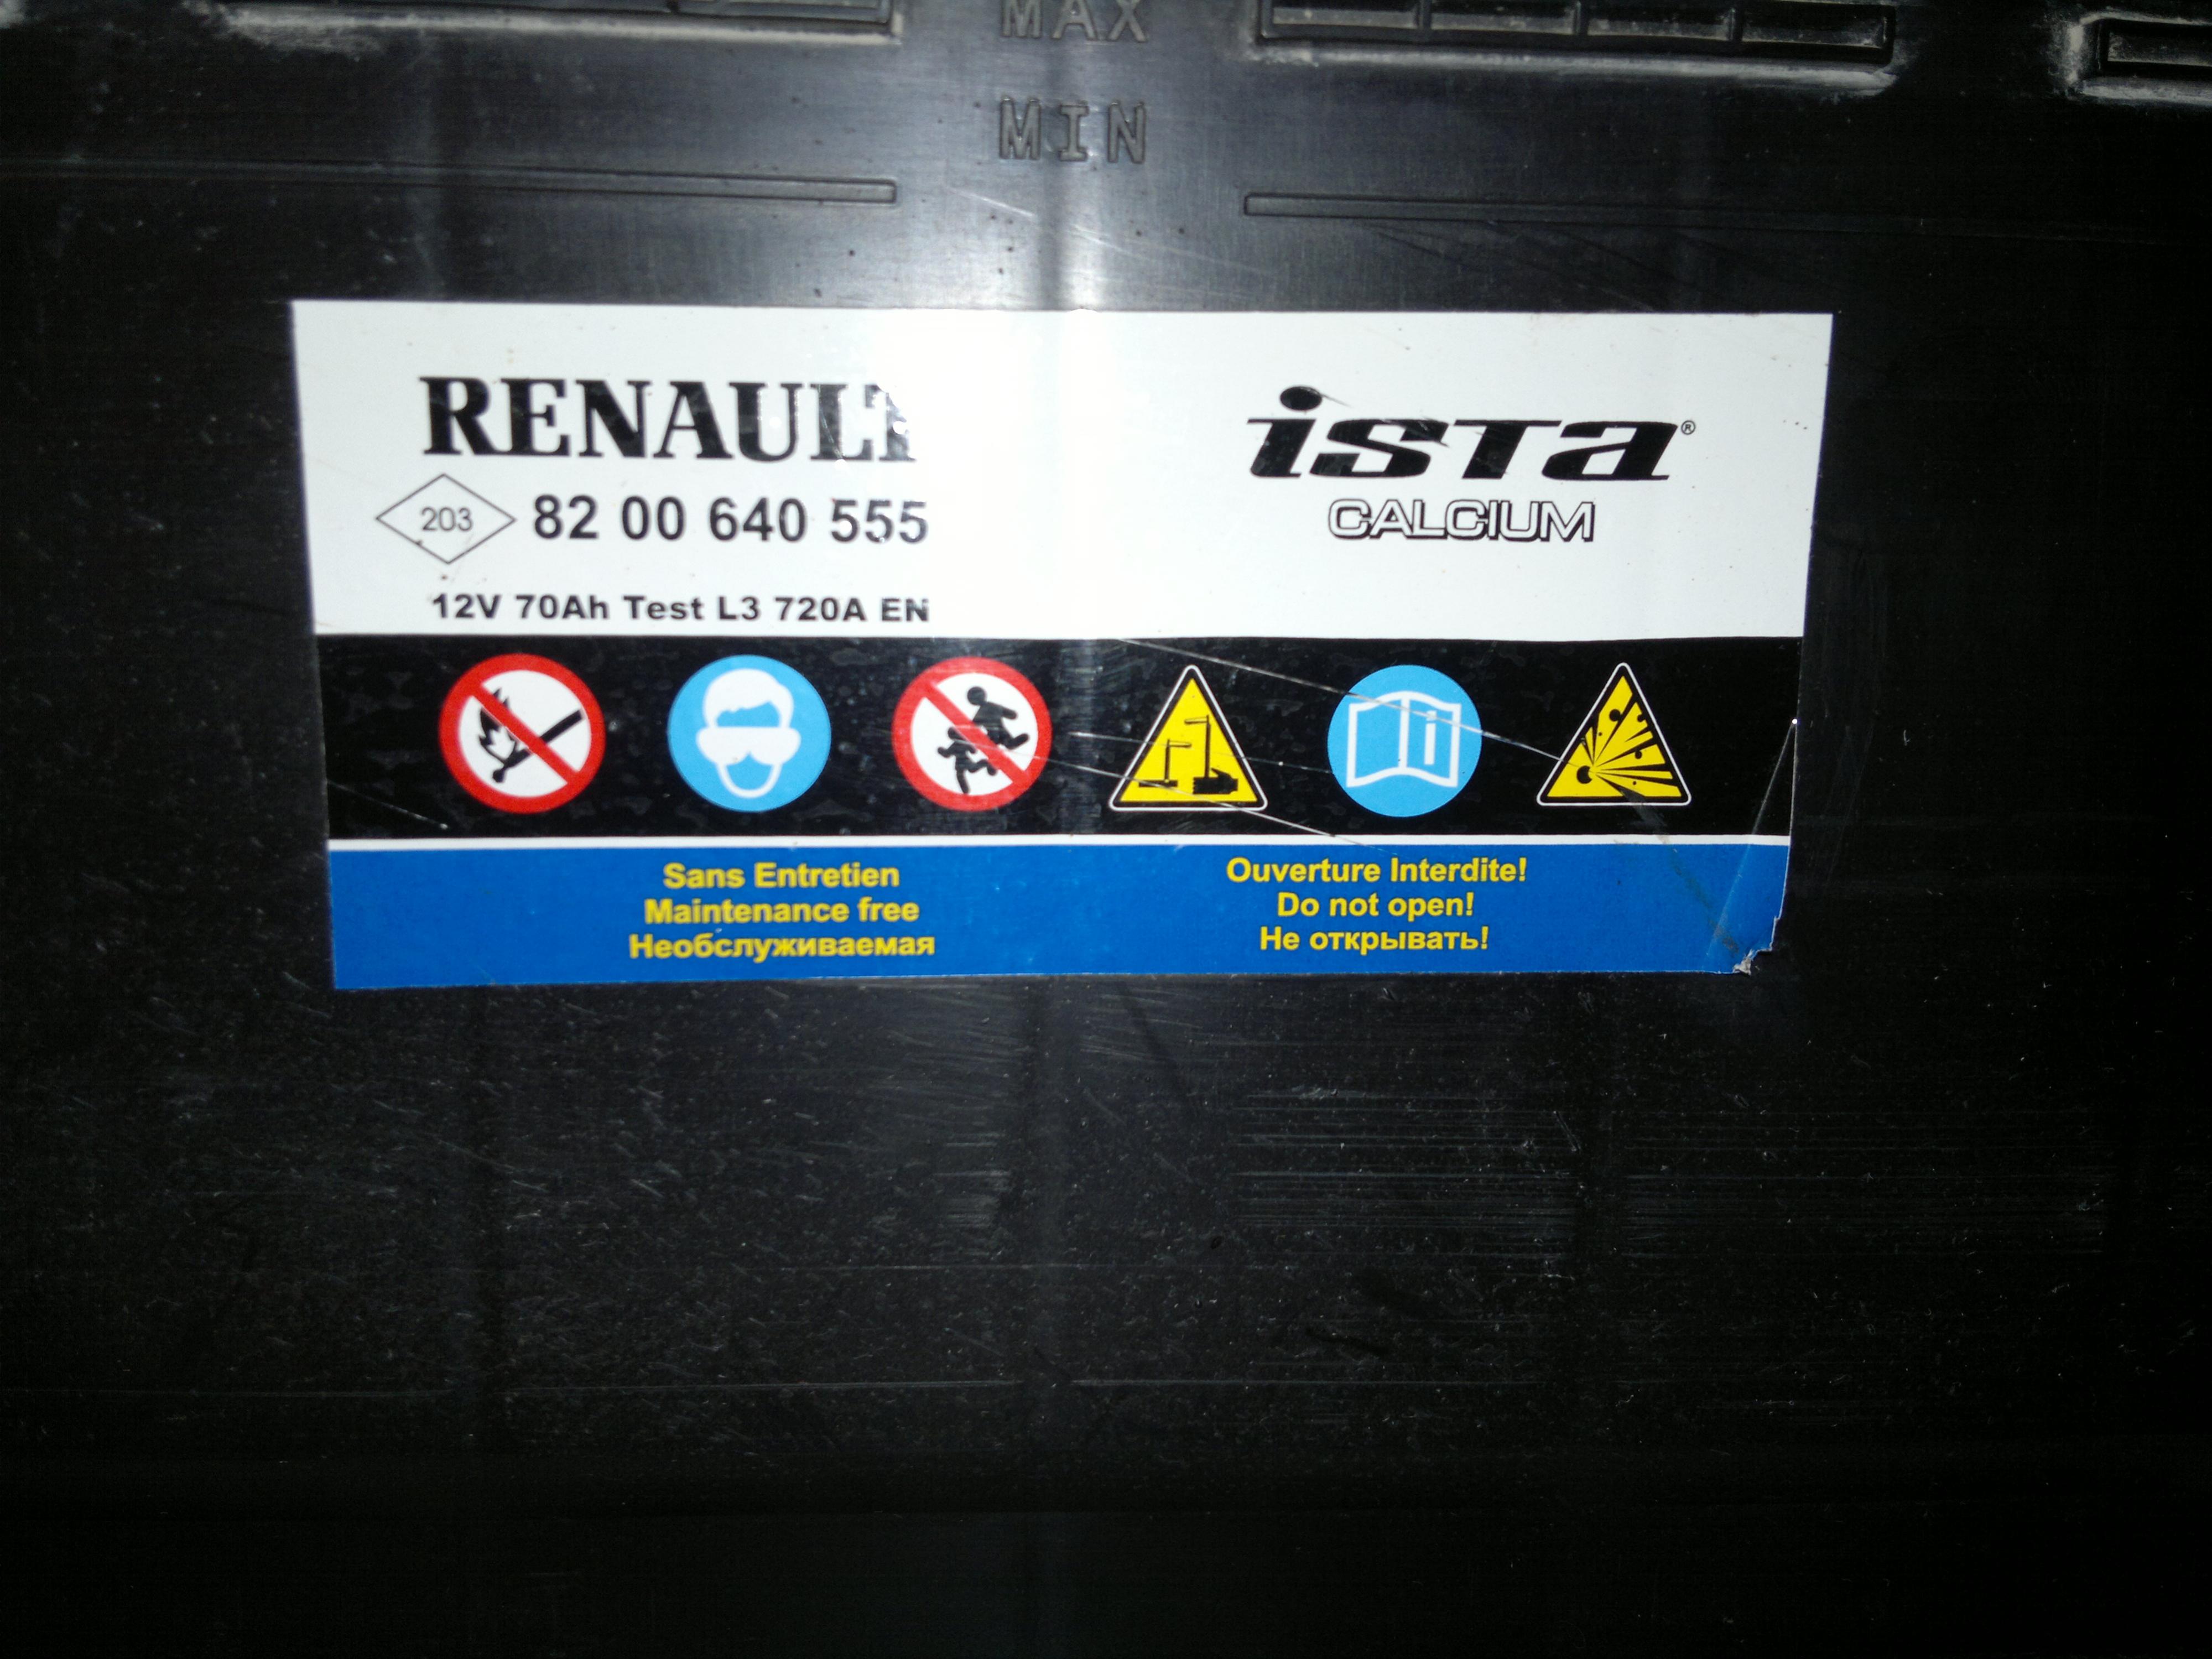 MAX
MIN
RENAULT
203 82 00 640 555
12V 70Ah Test L3 720A EN
ista®
CALCIUM
Sans Entretien
Maintenance free
Необслуживаемая
Ouverture Interdite!
Do not open!
Не открывать!